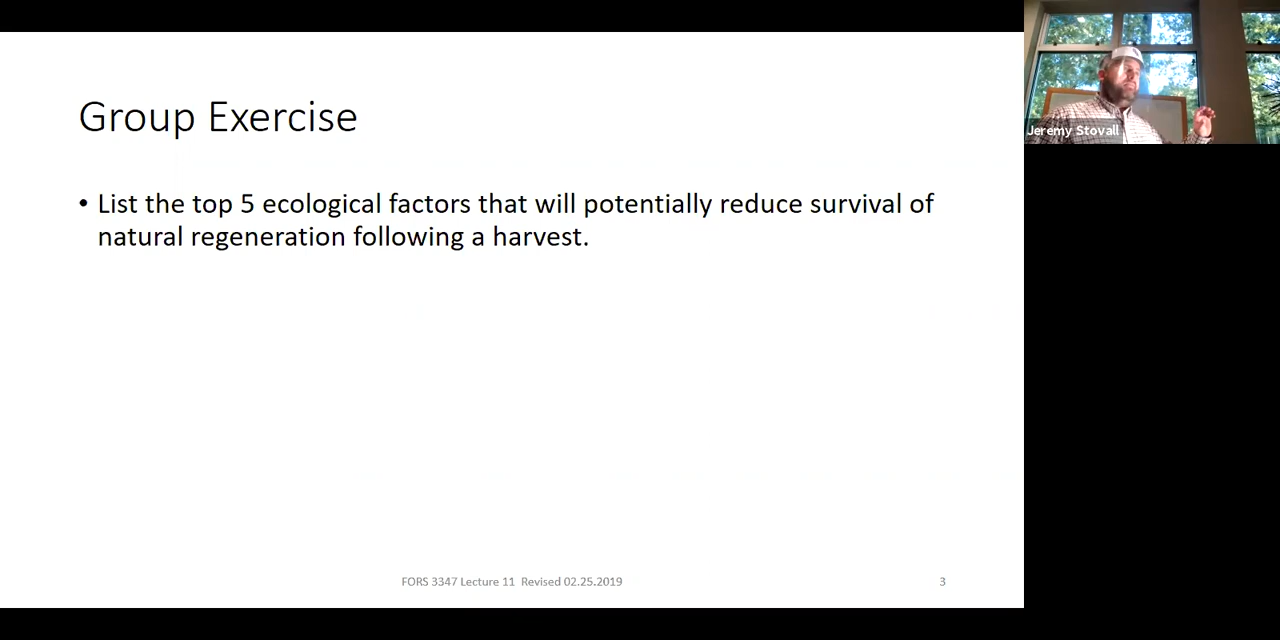 Group Exercise
• List the top 5 ecological factors that will potentially reduce survival of
natural regeneration following a harvest.
FORS 3347 Lecture 11 Revised 02.25.2019
3
Jeremy Stovall